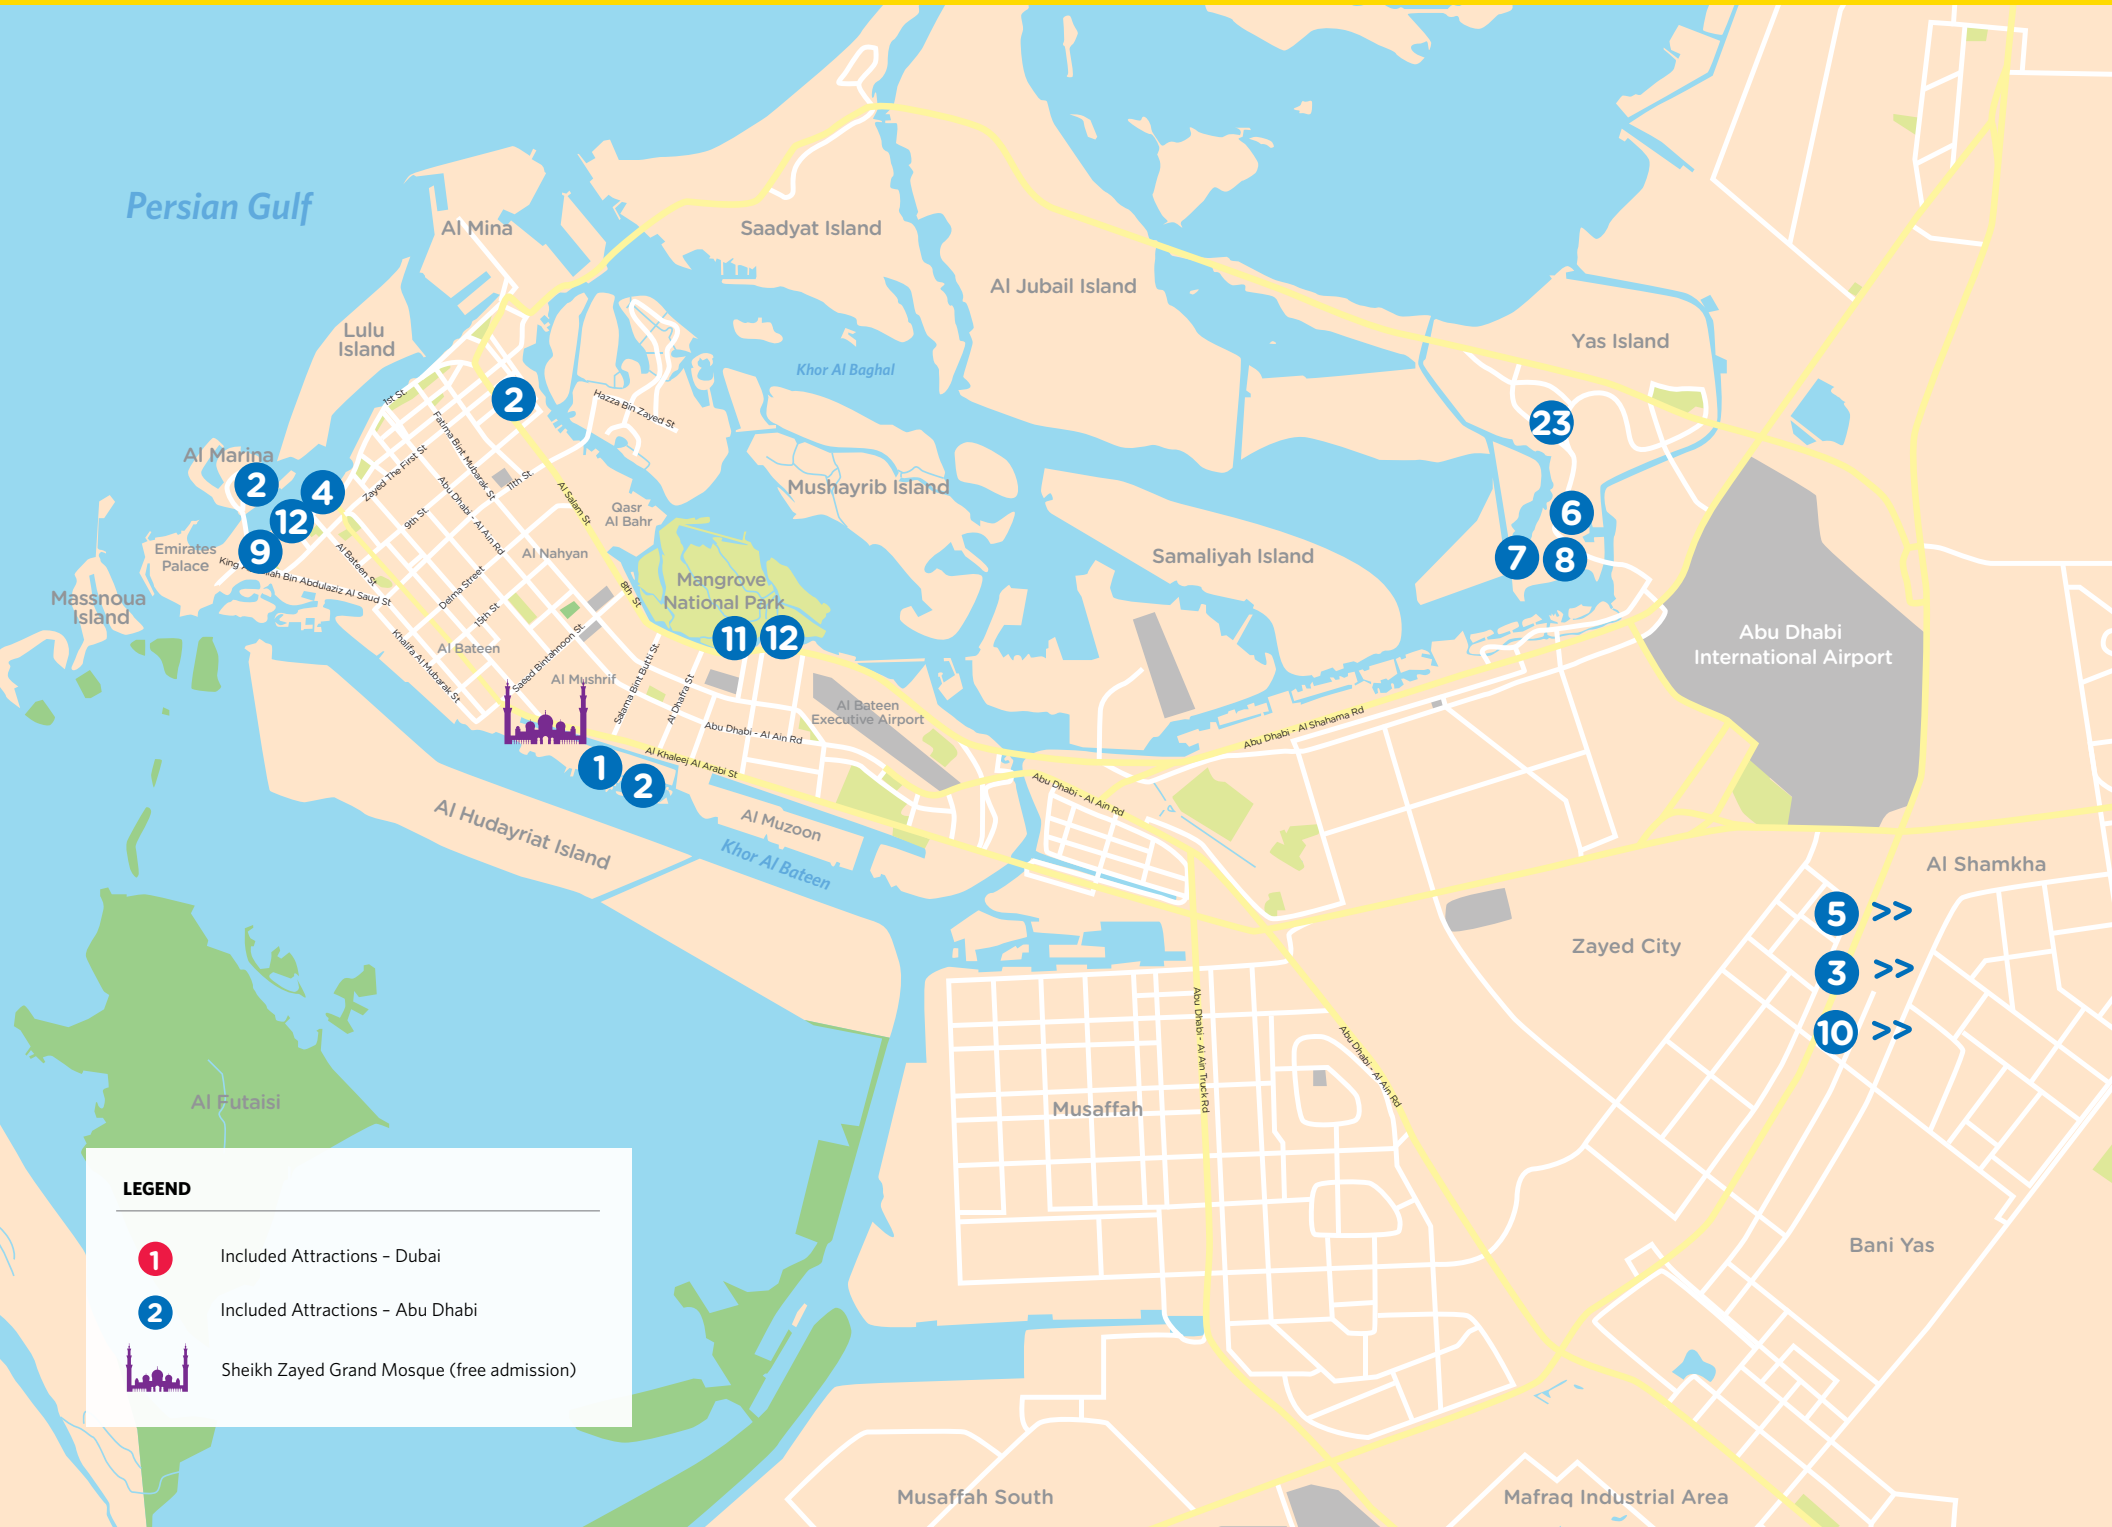 Persian Gulf
Al Mina
Saadyat Island
Al Jubail Island
Lulu
Island
Yas Island
Khor Al Baghal
1st St.
2
Hazza Bin Zayed St
23
Fatima Bint Mubarak St
Al Marina
Zayed The First St
2
4
11th St.
Abu Dhabi - Al Ain Rd
Al Salam St
Mushayrib Island
12
9th St.
Qasr
Al Bahr
6
9
Emirates
Palace
Al Bateen St
Al Nahyan
Samaliyah Island
7
8
Massnoua
Island
Delma Street
8th St
Mangrove
National Park
15th St
11
12
Abu Dhabi
International Airport
Khalifa Al Mubarak St
Al Bateen
Saeed Bintahnoon St.
Al Mushrif
Salama Bint Butti St.
Al Dhafra St
Al Bateen
Executive Airport
Abu Dhabi - Al Ain Rd
Abu Dhabi - Al Shahama Rd
Al Khaleej Al Arabi St
1
2
Abu Dhabi - Al Ain Rd
Al Hudayriat Island
Al Muzoon
Khor Al Bateen
Al Shamkha
5 >>
Zayed City
3 >>
10 >>
Abu Dhabi - Al Ain Truck Rd
Abu Dhabi - Al Ain Rd
Al Futaisi
Musaffah
Bani Yas
LEGEND
1 Included Attractions – Dubai
2 Included Attractions – Abu Dhabi
Sheikh Zayed Grand Mosque (free admission)
Musaffah South
Mafraq Industrial Area
King
Bin Abdulaziz Al Saud St